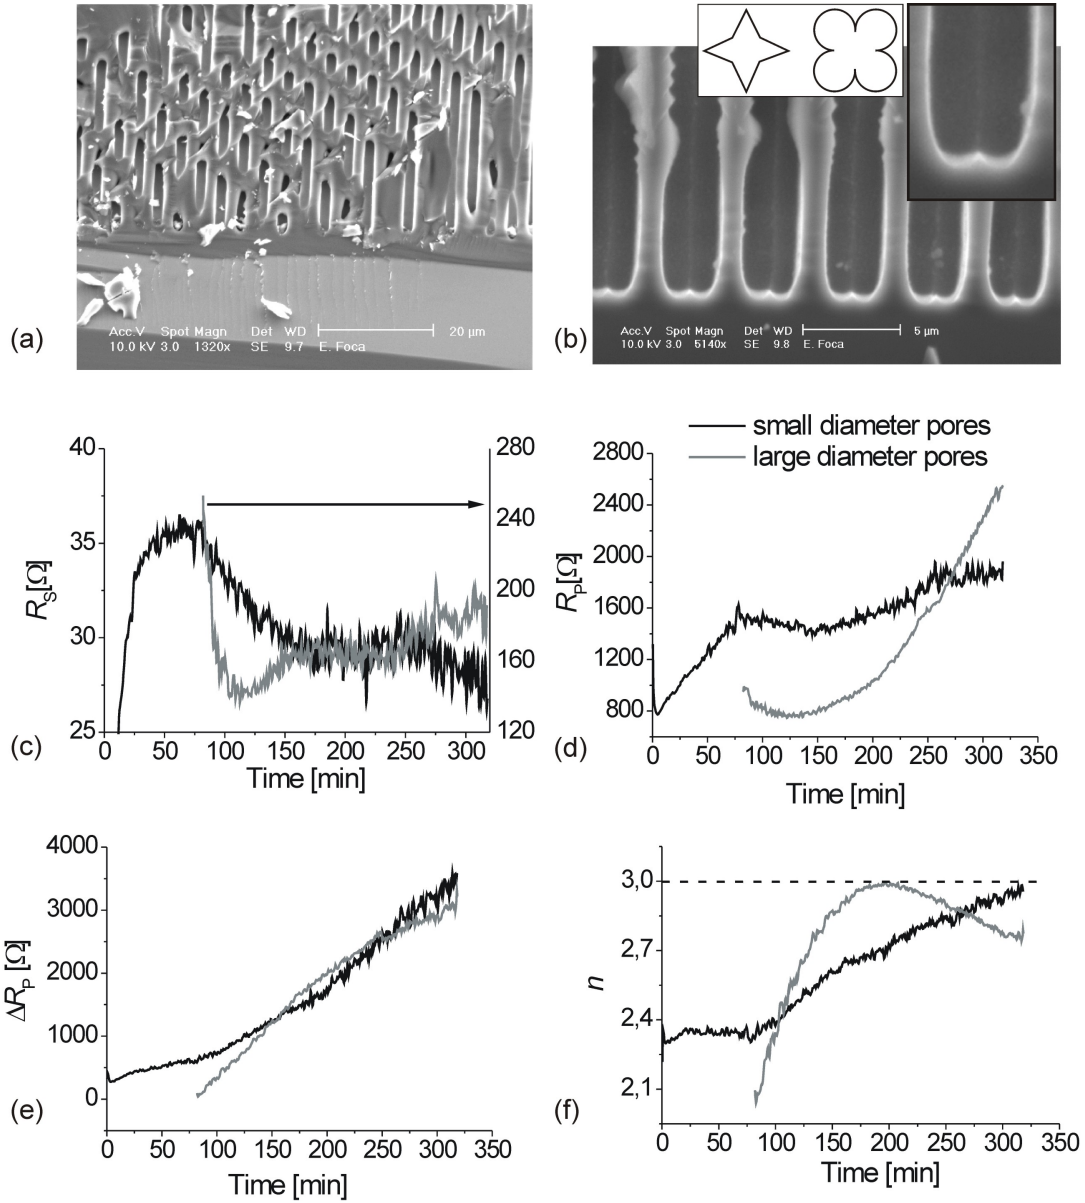 (a)
Acc.V Spot Magn Det WD 20 µm
10.0 kV 3.0 1320x SE 9.7 E. Foca
(b)
Acc.V Spot Magn Det WD 5 µm
10.0 kV 3.0 5140x SE 9.8 E. Foca
small diameter pores
large diameter pores
(c)
R_S[Ω]
40
35
30
25
280
240
200
160
120
0 50 100 150 200 250 300
Time [min]
(d)
R_P[Ω]
2800
2400
2000
1600
1200
800
0 50 100 150 200 250 300 350
Time [min]
(e)
ΔR_P [Ω]
4000
3000
2000
1000
0
0 50 100 150 200 250 300 350
Time [min]
(f)
n
3,0
2,7
2,4
2,1
0 50 100 150 200 250 300 350
Time [min]